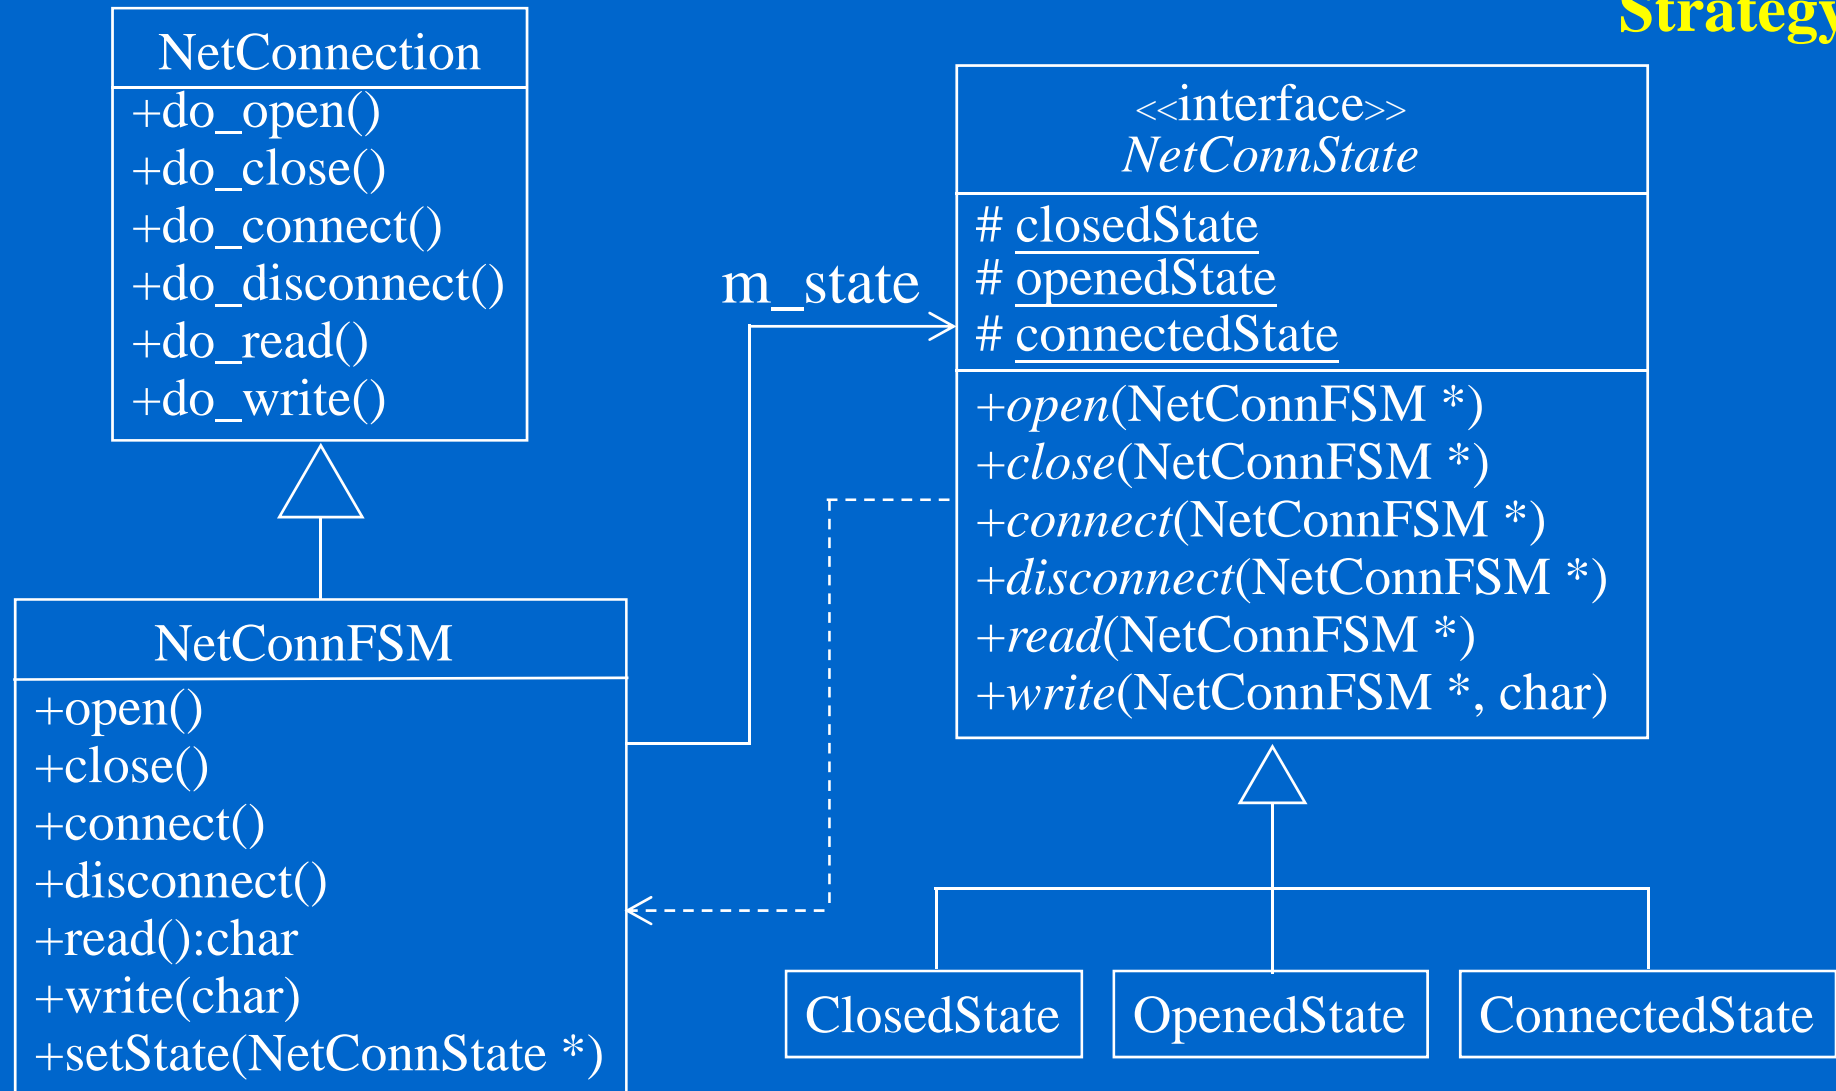 Strategy
NetConnection
+do_open()
+do_close()
+do_connect()
+do_disconnect()
+do_read()
+do_write()
<<interface>>
NetConnState
# closedState
# openedState
# connectedState
+open(NetConnFSM *)
+close(NetConnFSM *)
+connect(NetConnFSM *)
+disconnect(NetConnFSM *)
+read(NetConnFSM *)
+write(NetConnFSM *, char)
m_state
NetConnFSM
+open()
+close()
+connect()
+disconnect()
+read():char
+write(char)
+setState(NetConnState *)
ClosedState
OpenedState
ConnectedState